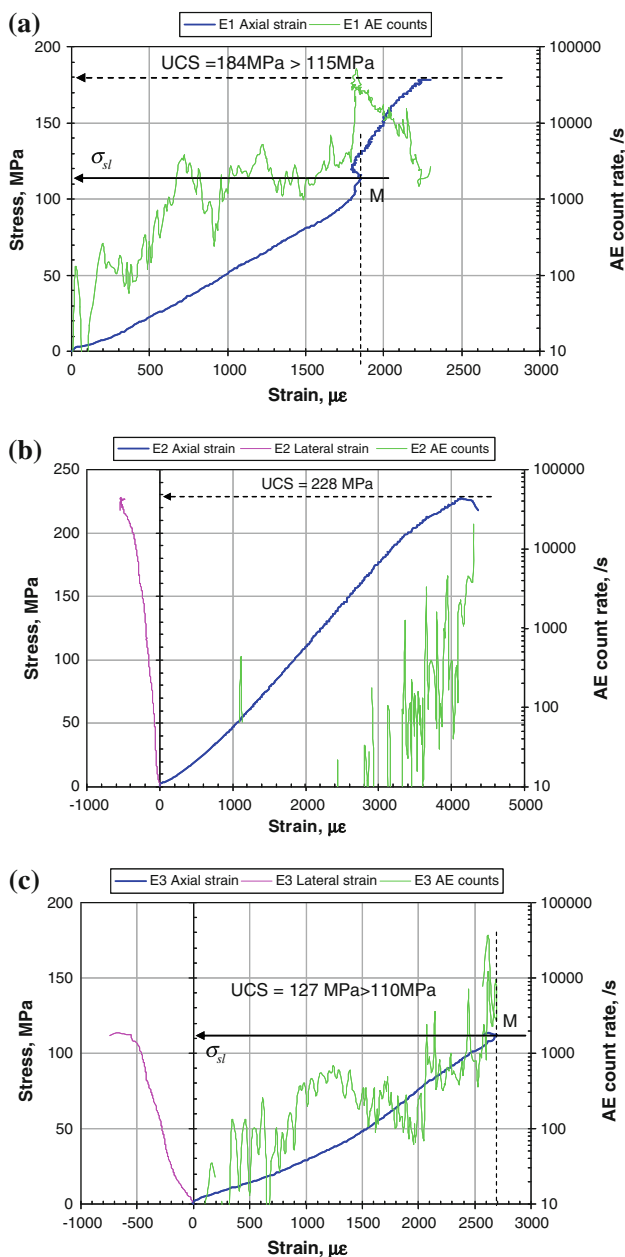 (a)
E1 Axial strain E1 AE counts
200 100000
UCS =184MPa > 115MPa
150 10000
σsl
100 1000
M
50 100
0 10
0 500 1000 1500 2000 2500 3000
Stress, MPa
AE count rate, /s
Strain, με
(b)
E2 Axial strain E2 Lateral strain E2 AE counts
250 100000
UCS = 228 MPa
200 10000
150
1000
100
100
50
0 10
-1000 0 1000 2000 3000 4000 5000
Stress, MPa
AE count rate, /s
Strain, με
(c)
E3 Axial strain E3 Lateral strain E3 AE counts
200 100000
150 10000
UCS = 127 MPa>110MPa
M
σsl
100 1000
50 100
0 10
-1000 -500 0 500 1000 1500 2000 2500 3000
Stress, MPa
AE count rate, /s
Strain, με